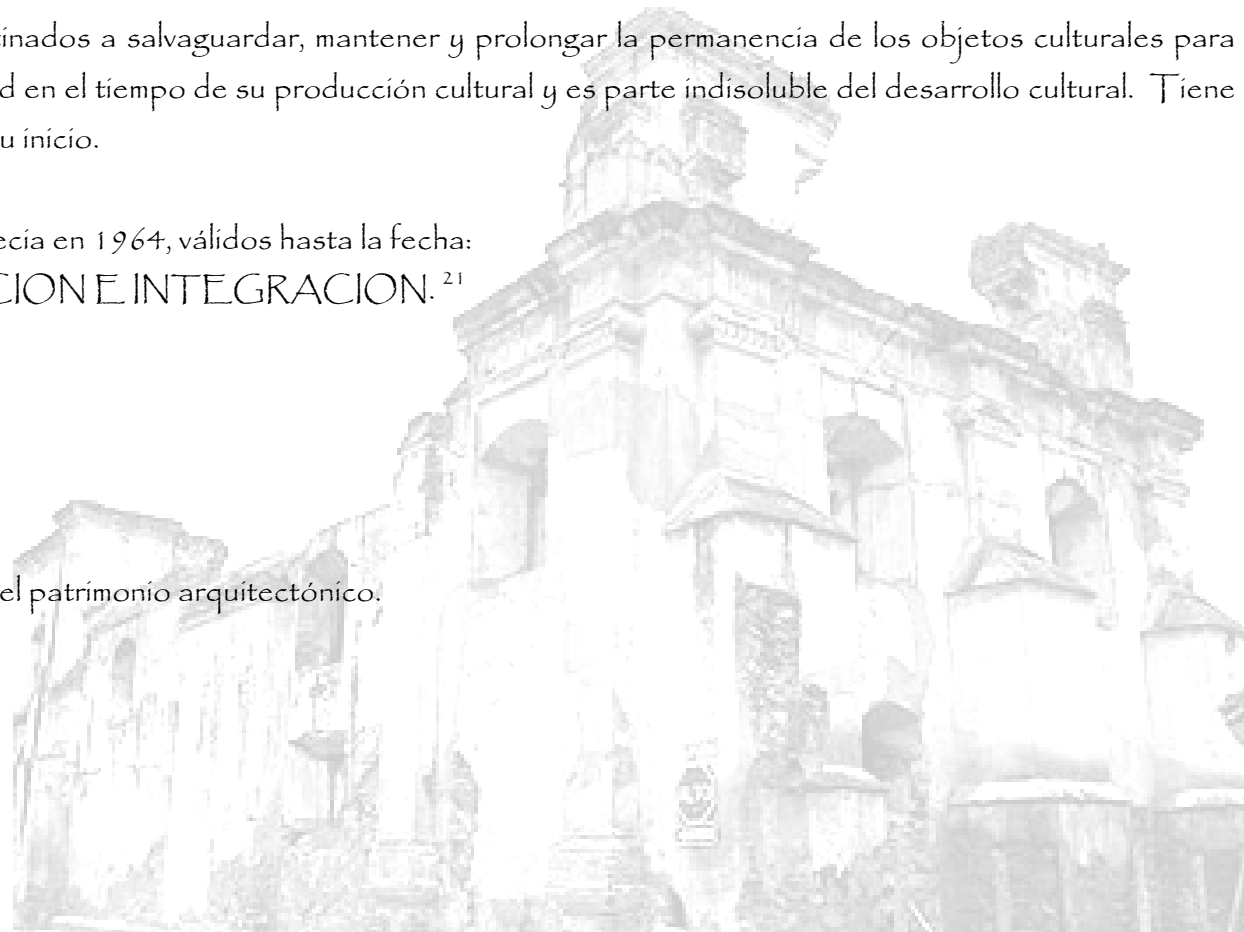 tinados a salvaguardar, mantener y prolongar la permanencia de los objetos culturales para
d en el tiempo de su producción cultural y es parte indisoluble del desarrollo cultural. Tiene
u inicio.
ecia en 1964, válidos hasta la fecha:
CION E INTEGRACION. 21
el patrimonio arquitectónico.